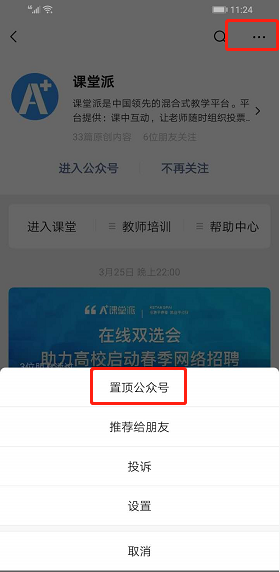 11:24
课堂派
课堂派是中国领先的混合式教学平台。平
台提供：课中互动，让老师随时组织投票..
33篇原创内容 6位朋友关注
进入公众号 不再关注
进入课堂 教师培训 帮助中心
3月25日 晚上22:00
课堂派
在线双选会
助力高校启动春季网络招聘
置顶公众号
推荐给朋友
投诉
设置
取消